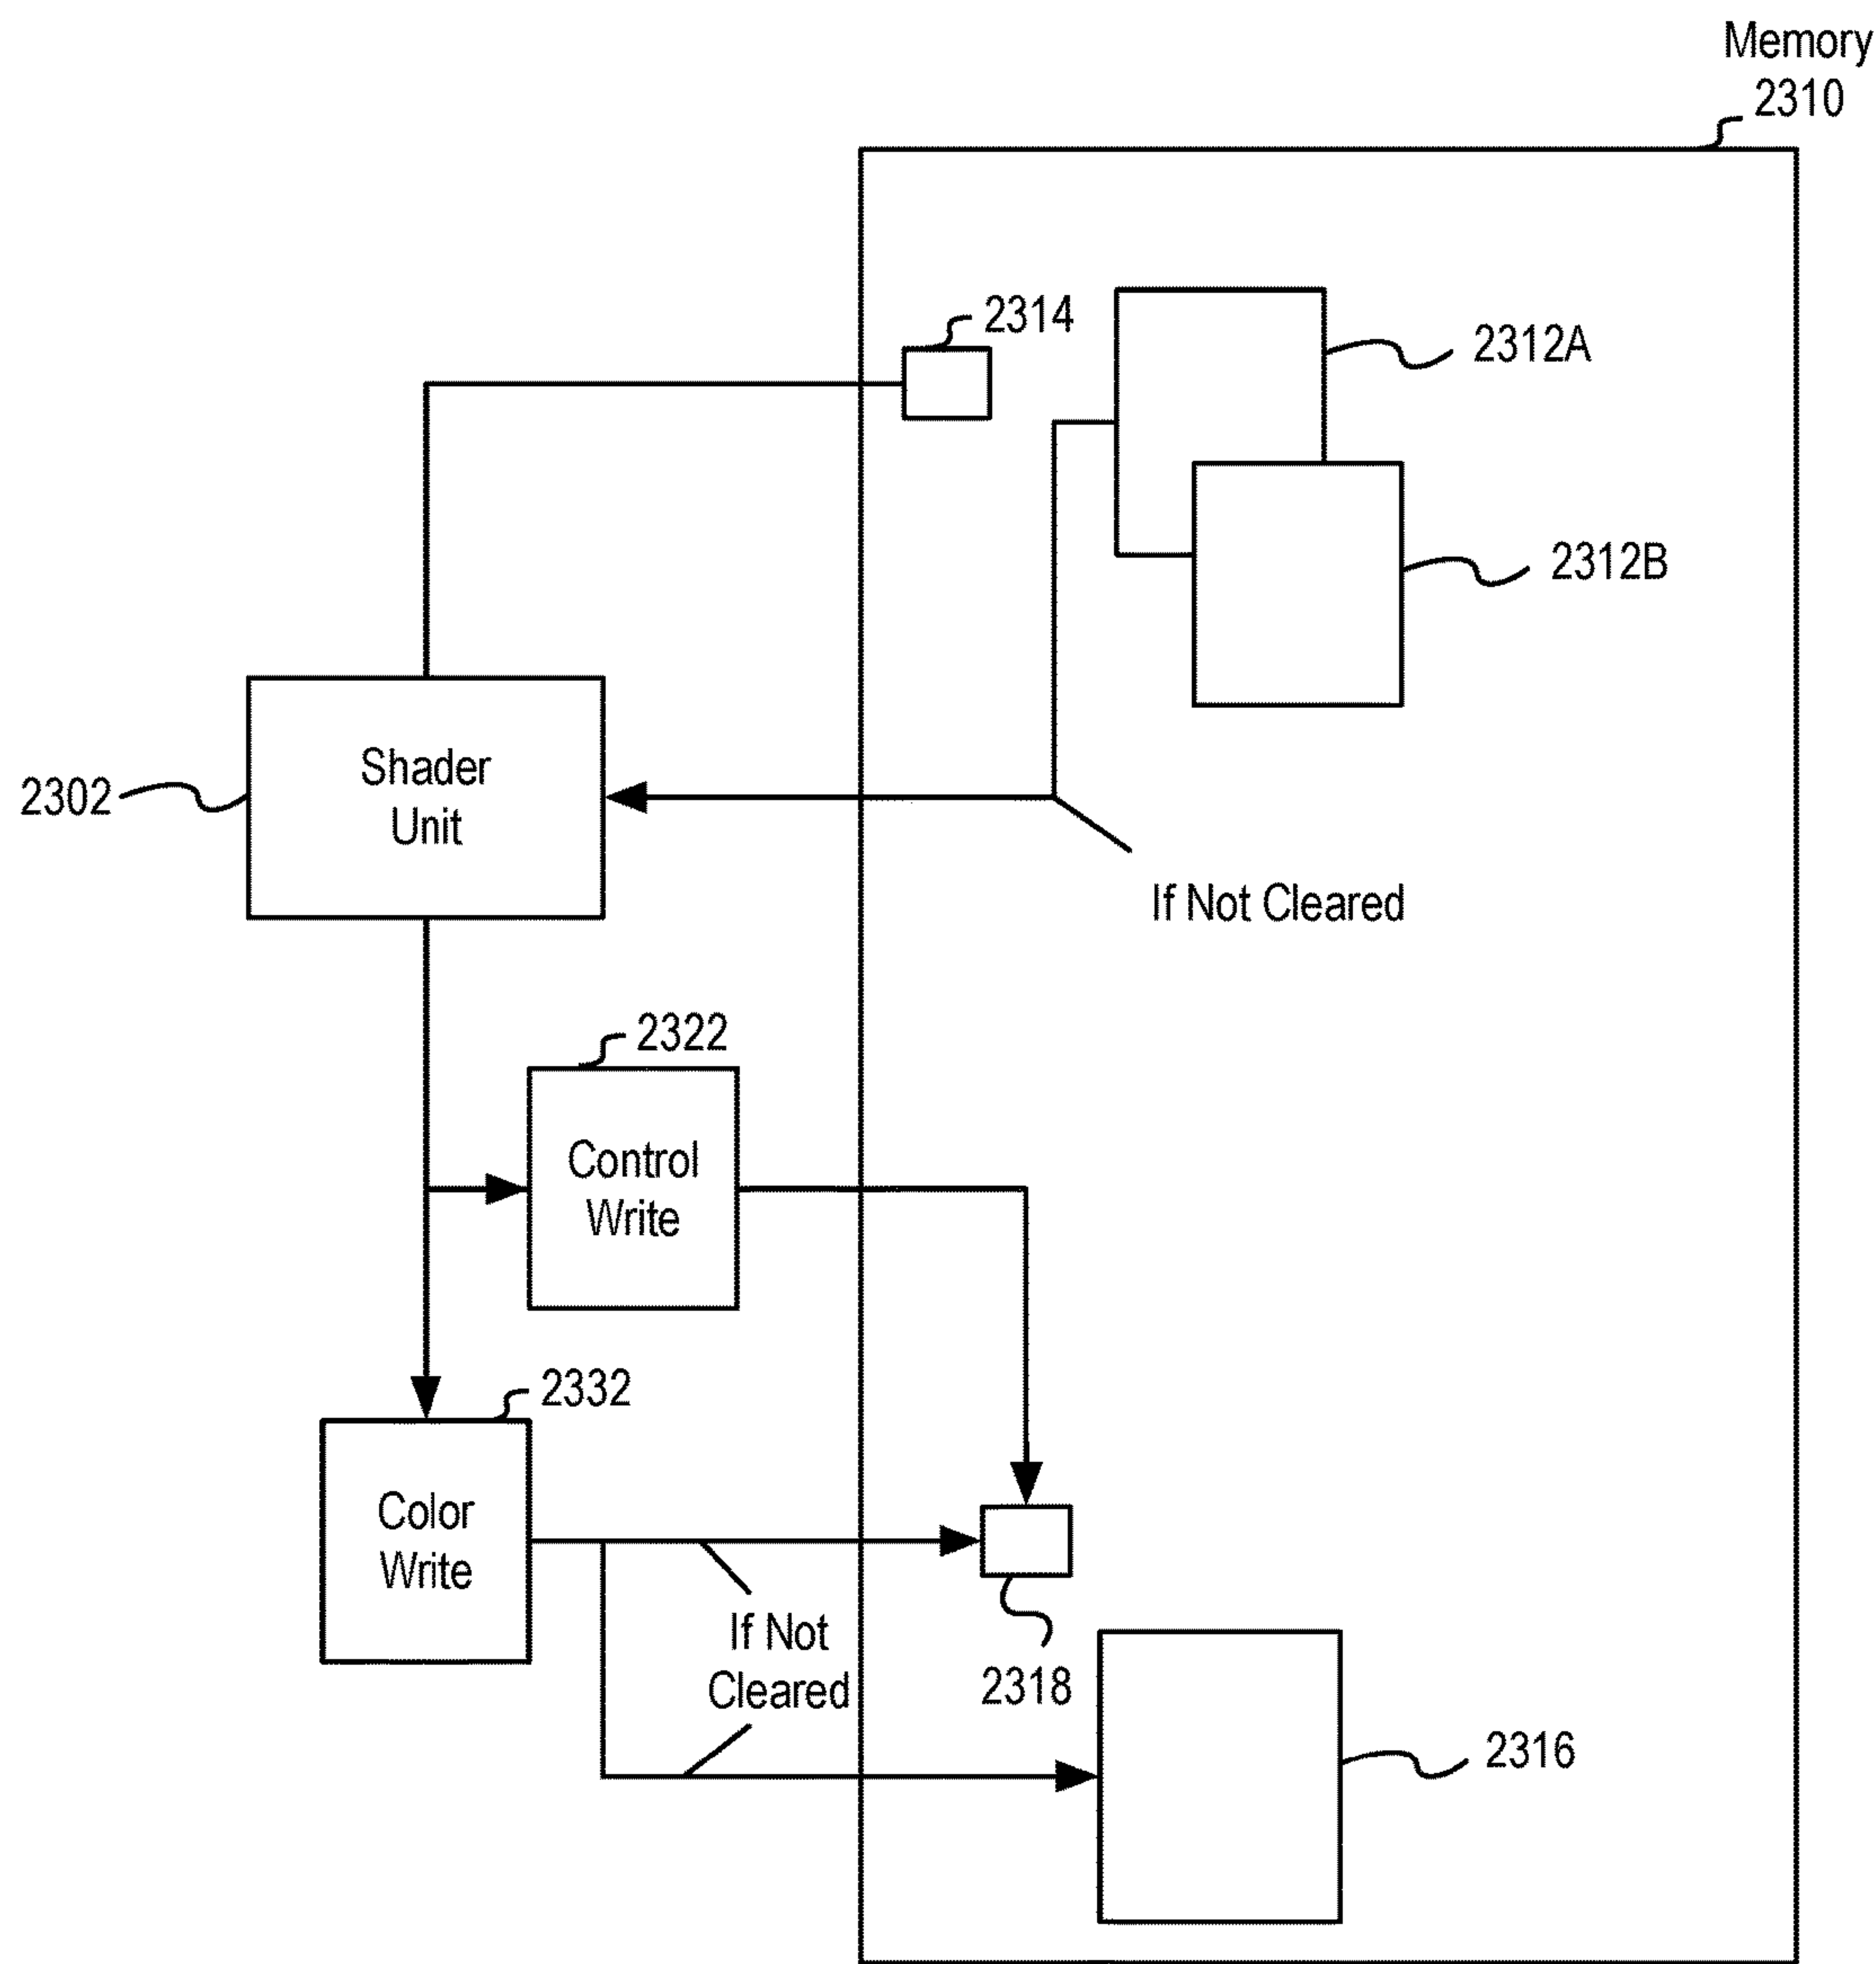 Memory
2310
2314
2312A
2312B
2302
Shader
Unit
If Not Cleared
2322
Control
Write
2332
Color
Write
If Not
Cleared
2318
2316